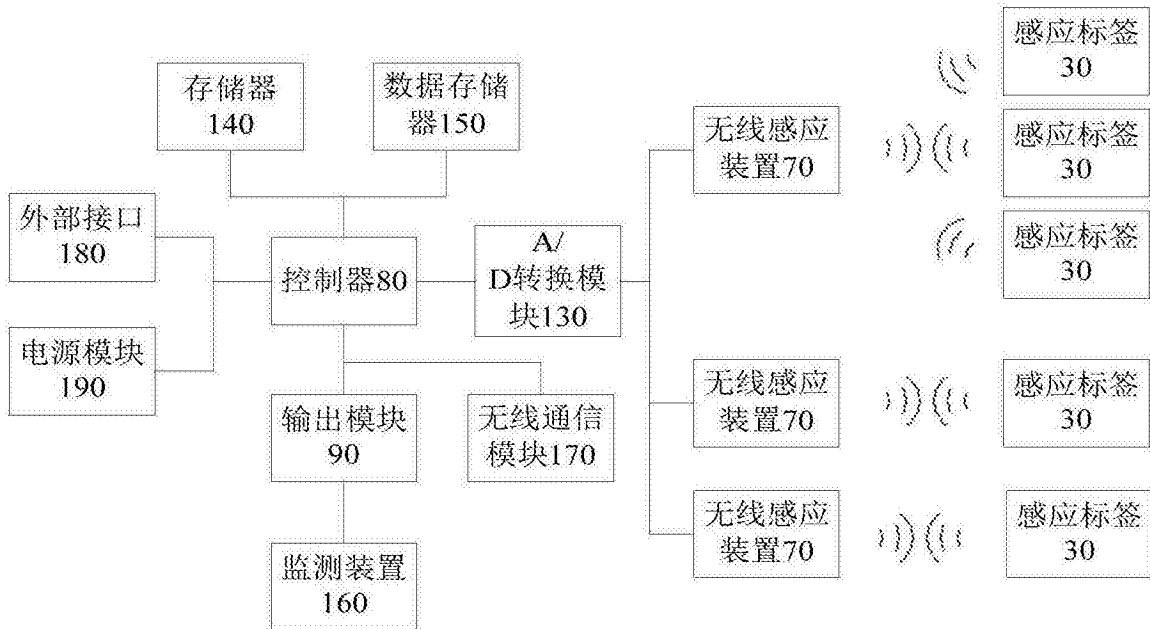 存储器
140
数据存储
器150
外部接口
180
电源模块
190
控制器80
A/
D转换模
块130
输出模块
90
无线通信
模块170
监测装置
160
无线感应
装置70
无线感应
装置70
无线感应
装置70
感应标签
30
感应标签
30
感应标签
30
感应标签
30
感应标签
30